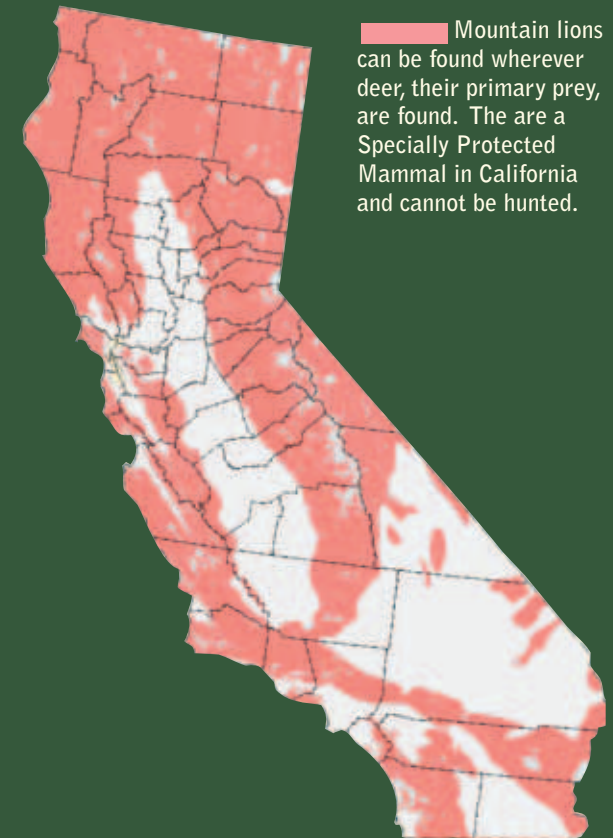 Mountain lions
can be found wherever
deer, their primary prey,
are found. The are a
Specially Protected
Mammal in California
and cannot be hunted.